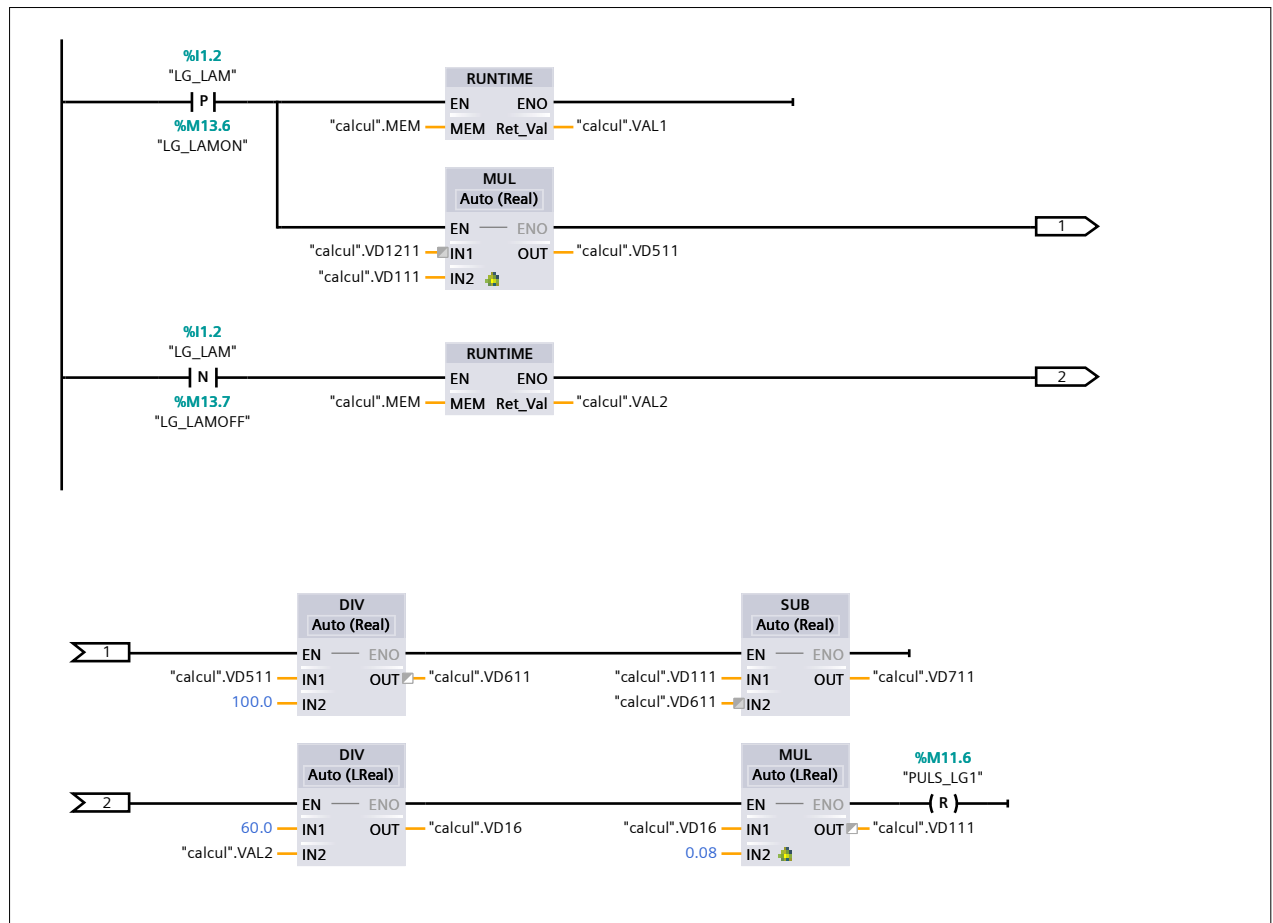 %I1.2
"LG_LAM"
P
%M13.6
"LG_LAMON"
RUNTIME
EN ENO
"calcul".MEM MEM Ret_Val "calcul".VAL1
MUL
Auto (Real)
EN ENO
"calcul".VD1211 IN1 OUT "calcul".VD511
"calcul".VD111 IN2
1
%I1.2
"LG_LAM"
N
%M13.7
"LG_LAMOFF"
RUNTIME
EN ENO
"calcul".MEM MEM Ret_Val "calcul".VAL2
2
1
DIV
Auto (Real)
EN ENO
"calcul".VD511 IN1 OUT "calcul".VD611
100.0 IN2
SUB
Auto (Real)
EN ENO
"calcul".VD111 IN1 OUT "calcul".VD711
"calcul".VD611 IN2
2
DIV
Auto (LReal)
EN ENO
60.0 IN1 OUT "calcul".VD16
"calcul".VAL2 IN2
MUL
Auto (LReal)
EN ENO
"calcul".VD16 IN1 OUT "calcul".VD111
0.08 IN2
%M11.6
"PULS_LG1"
R